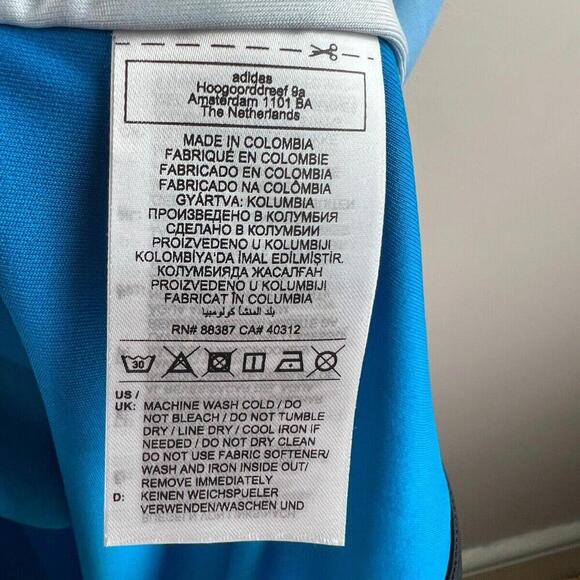 adidas
Hoogoorddreef 9a
Amsterdam 1101 BA
The Netherlands
MADE IN COLOMBIA
FABRIQUÉ EN COLOMBIE
FABRICADO EN COLOMBIA
FABRICADO NA COLÔMBIA
GYÁRTVA: KOLUMBIA
ПРОИЗВЕДЕНО В КОЛУМБИЯ
СДЕЛАНО В КОЛУМБИИ
PROIZVEDENO U KOLUMBIJI
KOLOMBİYA'DA İMAL EDİLMİŞTİR.
КОЛУМБИЯДА ЖАСАЛҒАН
PROIZVEDENO U KOLUMBIJI
FABRICAT ÎN COLUMBIA
بلد المنشأ كولومبيا
RN# 88387 CA# 40312
30
US /
UK: MACHINE WASH COLD / DO
NOT BLEACH / DO NOT TUMBLE
DRY / LINE DRY / COOL IRON IF
NEEDED / DO NOT DRY CLEAN
DO NOT USE FABRIC SOFTENER/
WASH AND IRON INSIDE OUT/
REMOVE IMMEDIATELY
D: KEINEN WEICHSPUELER
VERWENDEN/WASCHEN UND